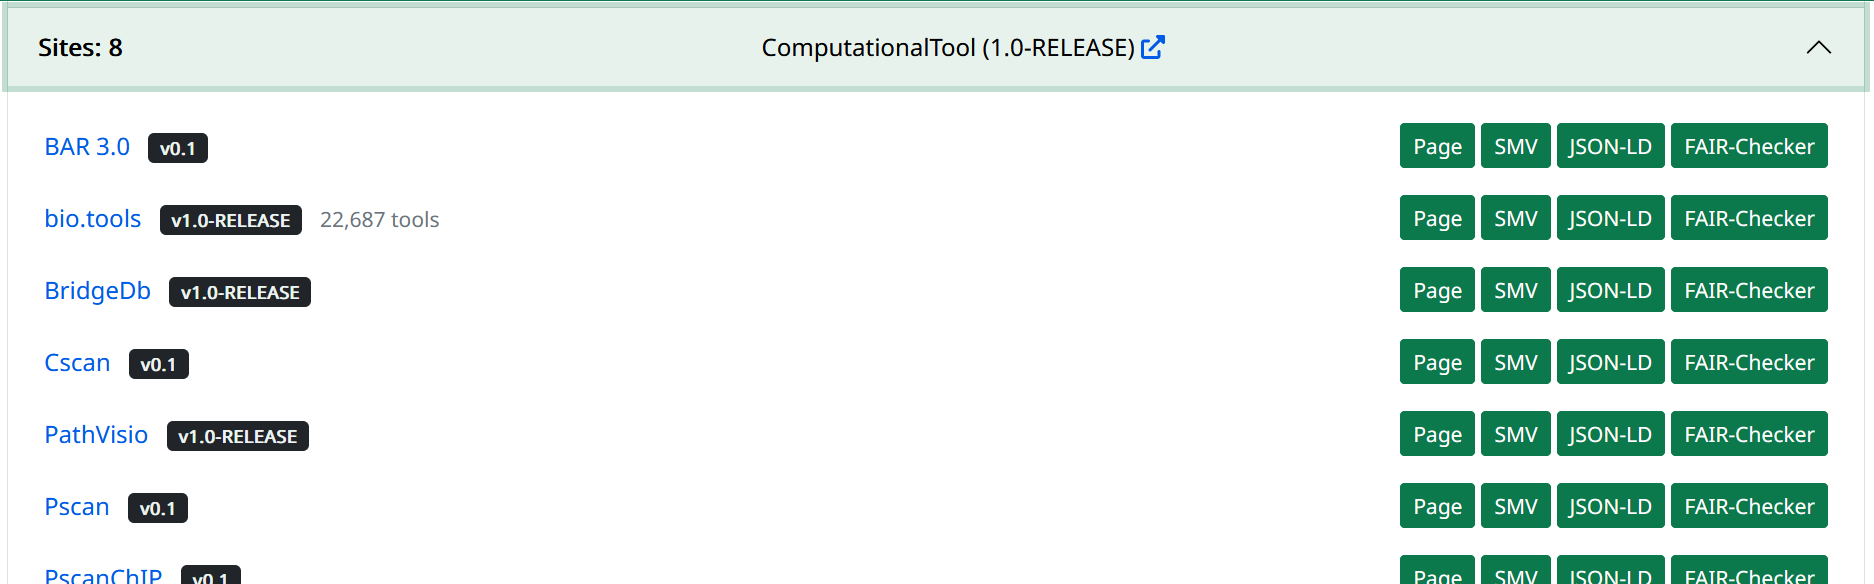 Sites: 8 ComputationalTool (1.0-RELEASE)
BAR 3.0 v0.1 Page SMV JSON-LD FAIR-Checker
bio.tools v1.0-RELEASE 22,687 tools Page SMV JSON-LD FAIR-Checker
BridgeDb v1.0-RELEASE Page SMV JSON-LD FAIR-Checker
Cscan v0.1 Page SMV JSON-LD FAIR-Checker
PathVisio v1.0-RELEASE Page SMV JSON-LD FAIR-Checker
Pscan v0.1 Page SMV JSON-LD FAIR-Checker
PscanChIP v0.1 Page SMV JSON-LD FAIR-Checker